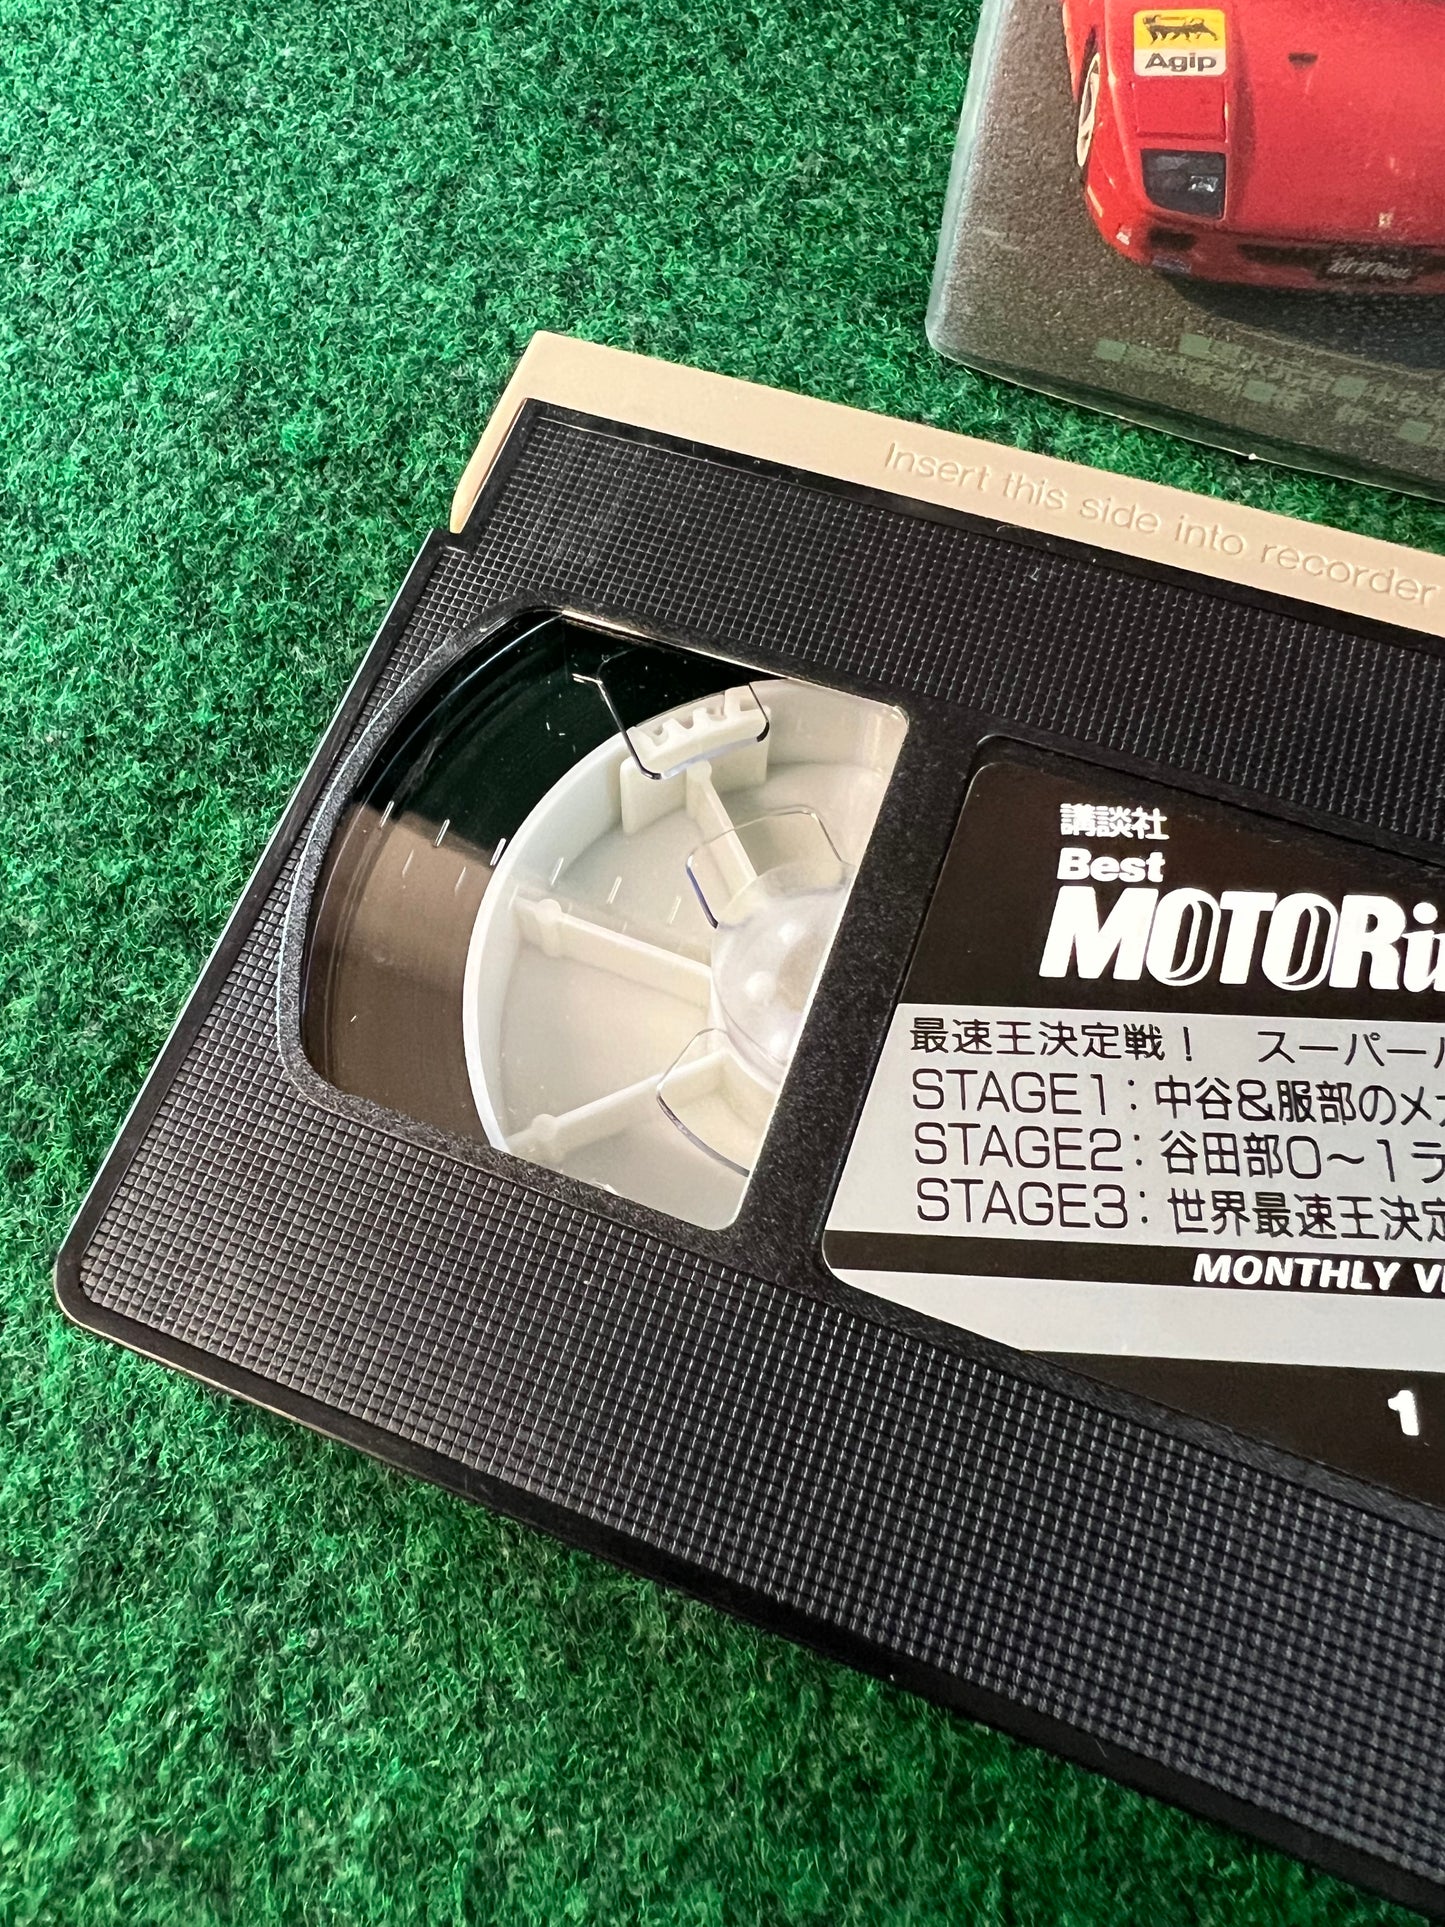 Agip
Insert this side into recorder
講談社
Best
MOTORi
最速王決定戦！ スーパー
STAGE1：中谷&服部のメ
STAGE2：谷田部0〜1ラ
STAGE3：世界最速王決定
MONTHLY V
1